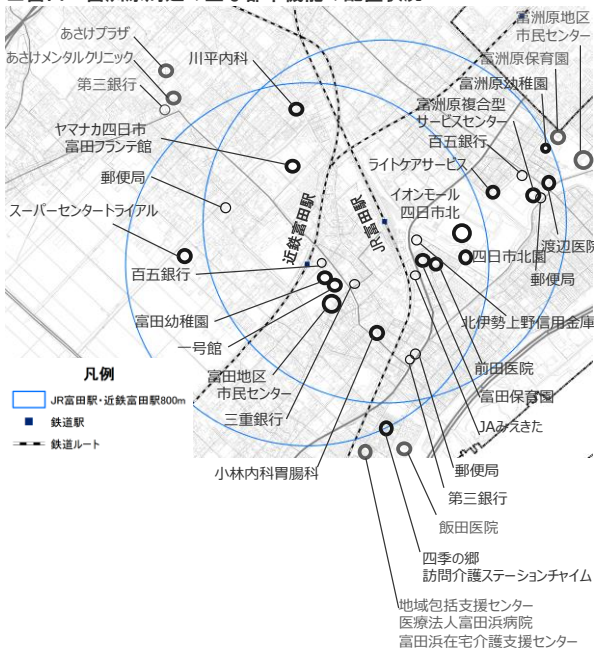 あさけプラザ
あさけメンタルクリニック
第三銀行
川平内科
富洲原地区
市民センター
富洲原保育園
富洲原幼稚園
富洲原複合型
サービスセンター
百五銀行
ライトケアサービス
ヤマナカ四日市
富田フランテ館
郵便局
スーパーセンタートライアル
近鉄富田駅
JR富田駅
イオンモール
四日市北
渡辺医院
四日市北園
郵便局
百五銀行
北伊勢上野信用金庫
富田幼稚園
一号館
前田医院
富田地区
市民センター
富田保育園
三重銀行
JAみえきた
小林内科胃腸科
郵便局
第三銀行
飯田医院
四季の郷
訪問介護ステーションチャイム
地域包括支援センター
医療法人富田浜病院
富田浜在宅介護支援センター
凡例
JR富田駅・近鉄富田駅800m
鉄道駅
鉄道ルート